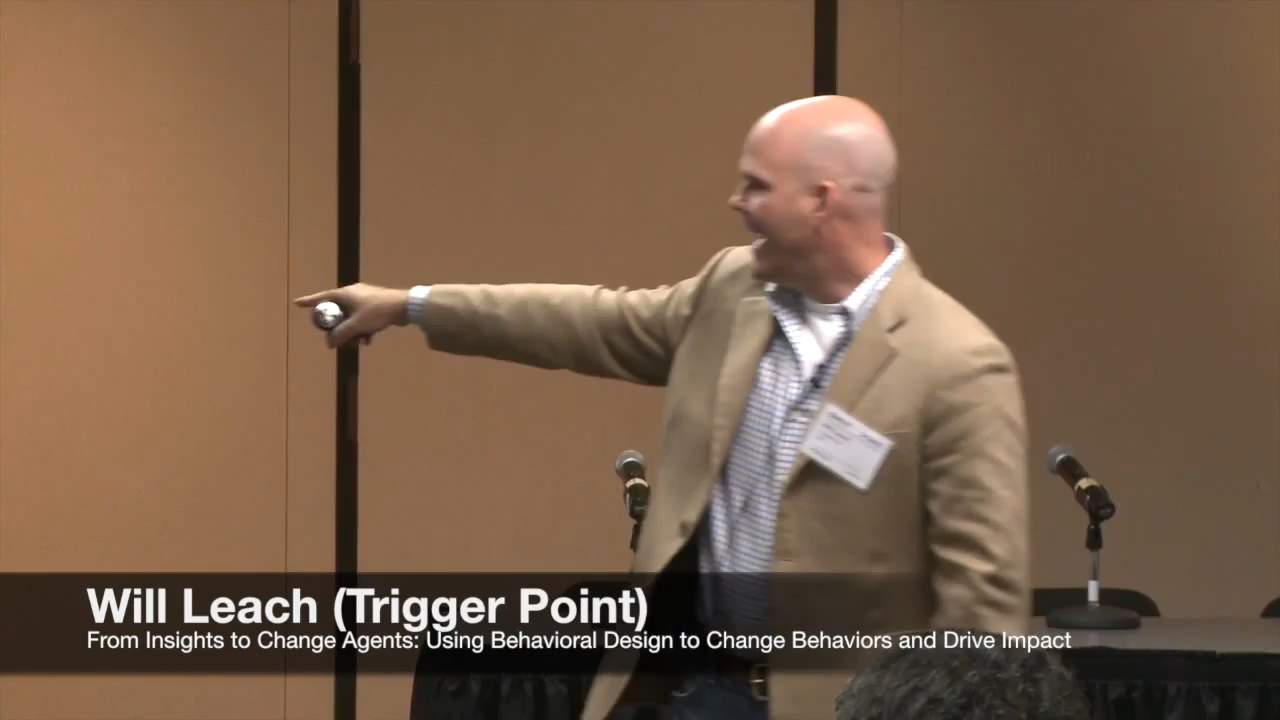 Will Leach (Trigger Point)
From Insights to Change Agents: Using Behavioral Design to Change Behaviors and Drive Impact